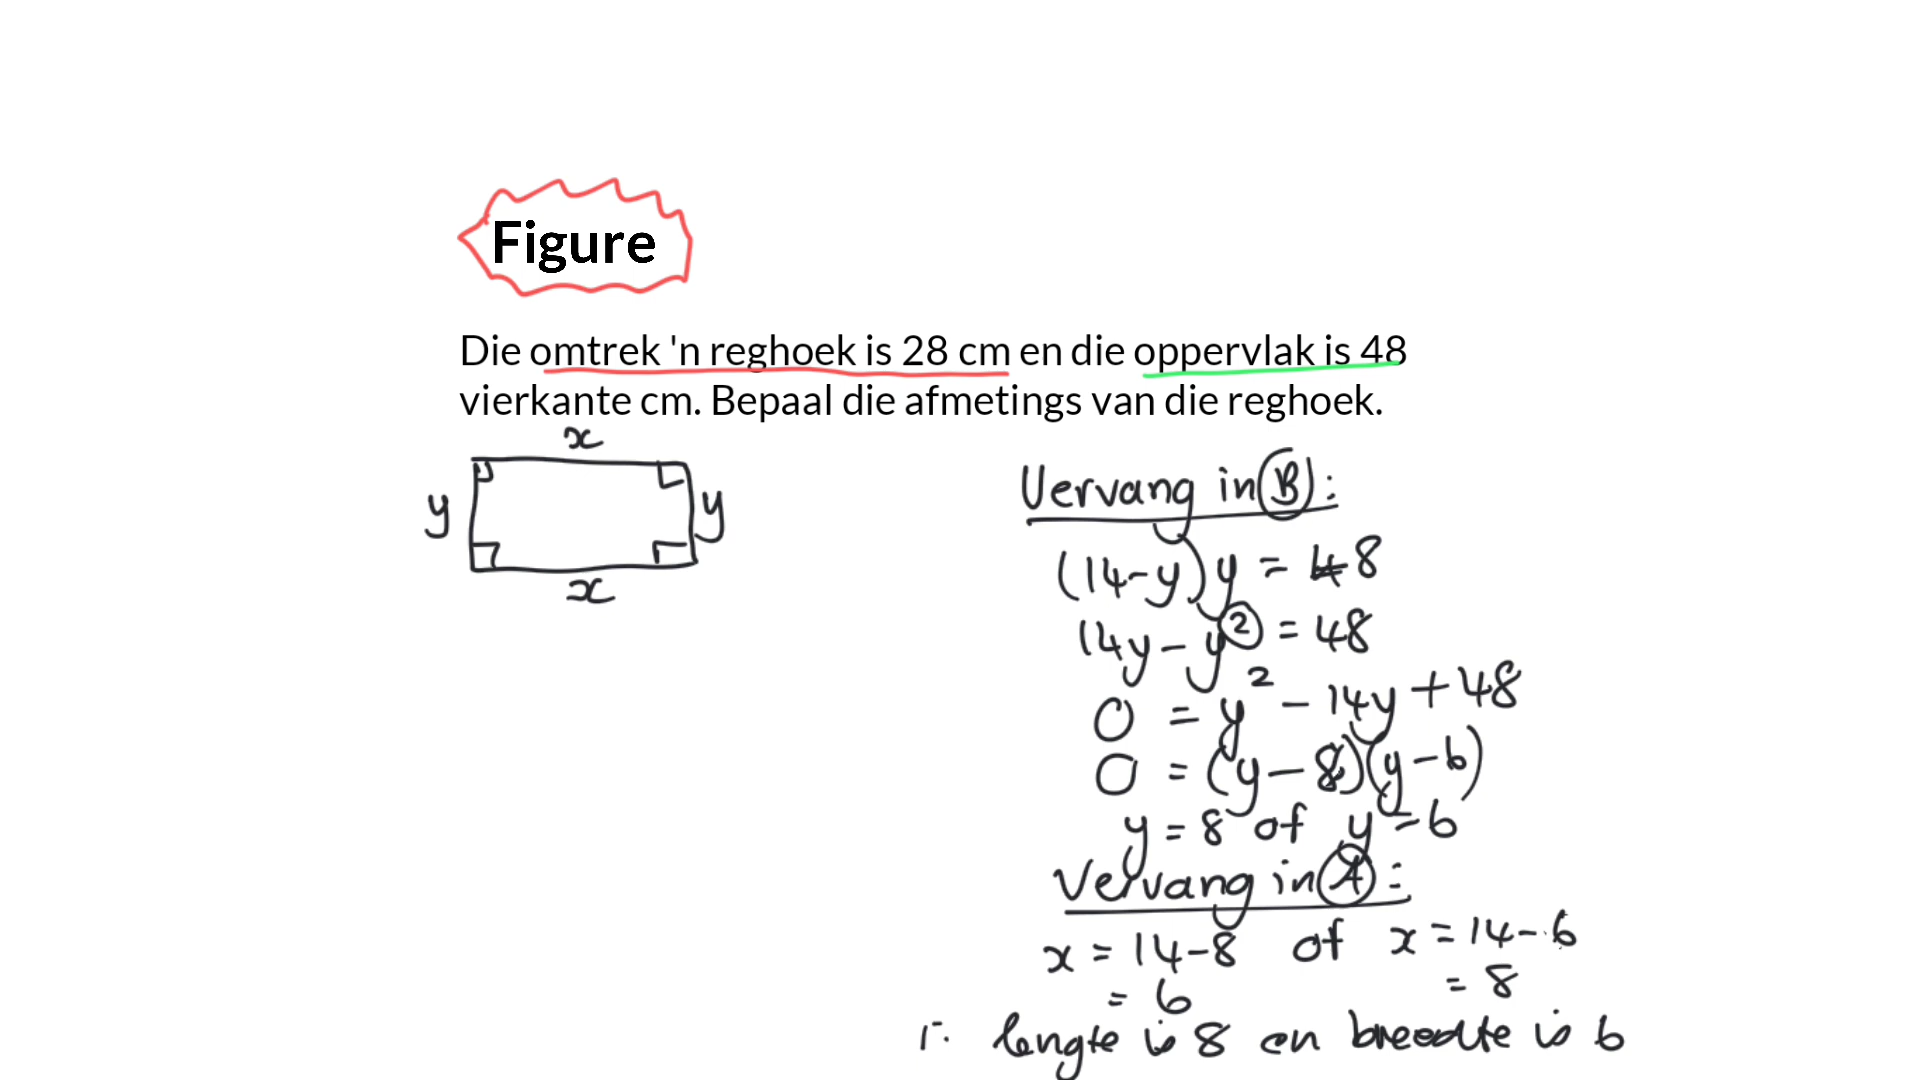 Figure
Die omtrek 'n reghoek is 28 cm en die oppervlak is 48
vierkante cm. Bepaal die afmetings van die reghoek.
x
y
y
x
Vervang in B:
(14-y)y = 48
14y - y² = 48
0 = y² - 14y + 48
0 = (y - 8)(y - 6)
y = 8 of y = 6
Vervang in A:
x = 14 - 8 of x = 14 - 6
= 6 = 8
∴ lengte is 8 en breedte is 6